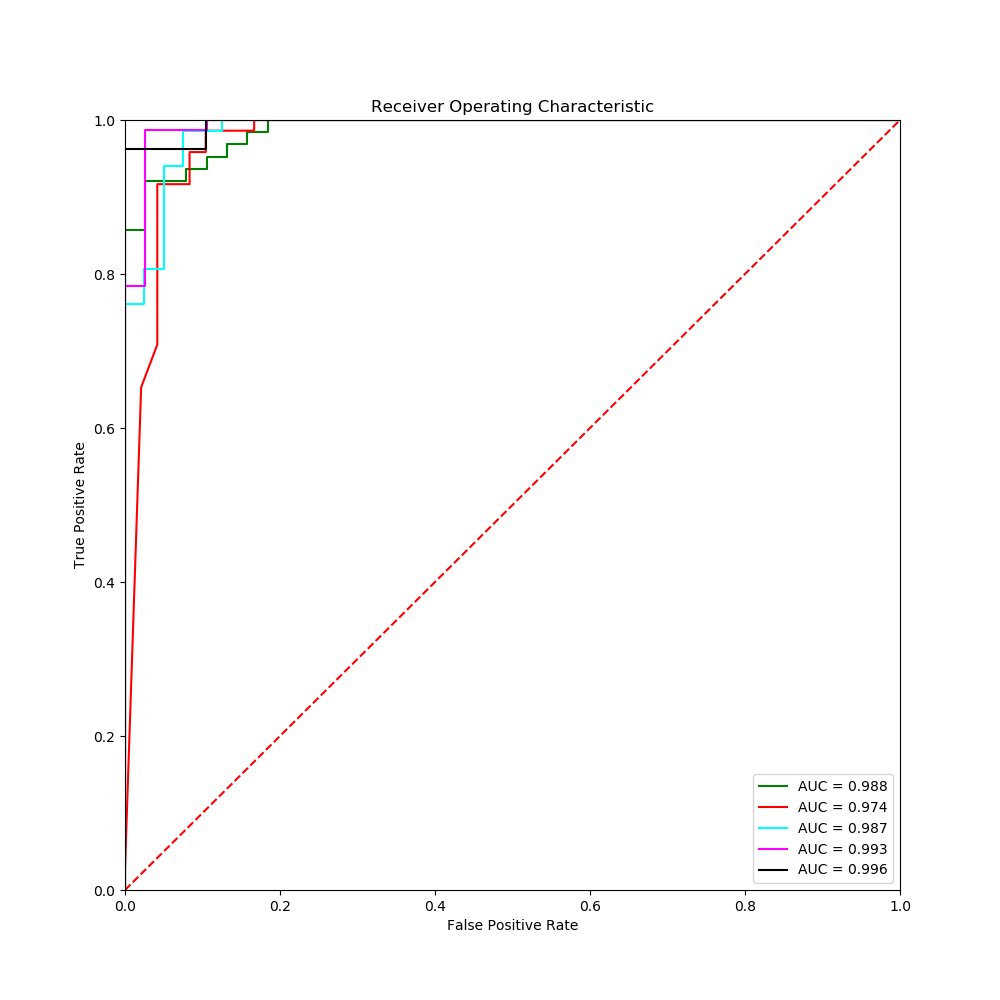 Receiver Operating Characteristic
True Positive Rate
1.0
0.8
0.6
0.4
0.2
0.0
AUC = 0.988
AUC = 0.974
AUC = 0.987
AUC = 0.993
AUC = 0.996
0.0 0.2 0.4 0.6 0.8 1.0
False Positive Rate